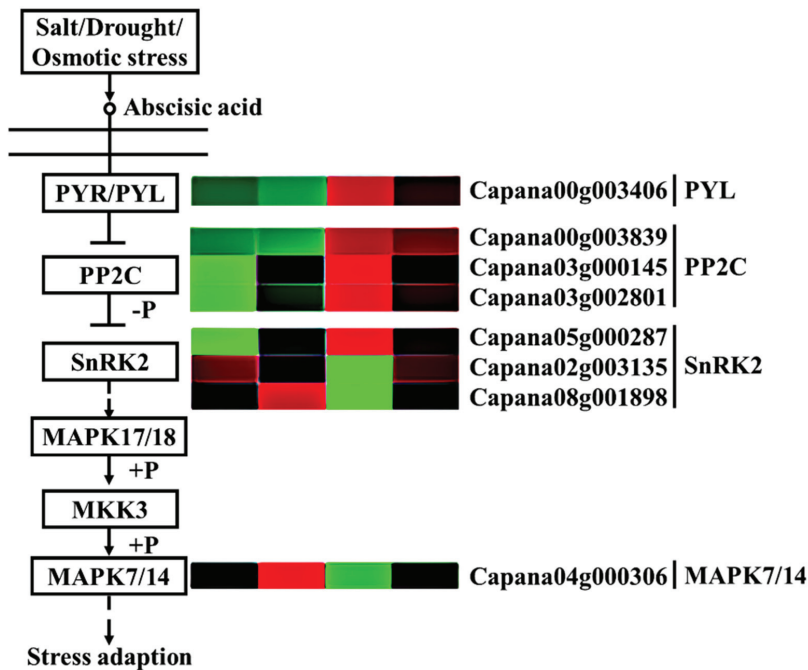 Salt/Drought/
Osmotic stress
Abscisic acid
PYR/PYL
Capana00g003406
PYL
Capana00g003839
PP2C
Capana03g000145
PP2C
-P
Capana03g002801
SnRK2
Capana05g000287
Capana02g003135
SnRK2
Capana08g001898
MAPK17/18
+P
MKK3
+P
MAPK7/14
Capana04g000306
MAPK7/14
Stress adaption